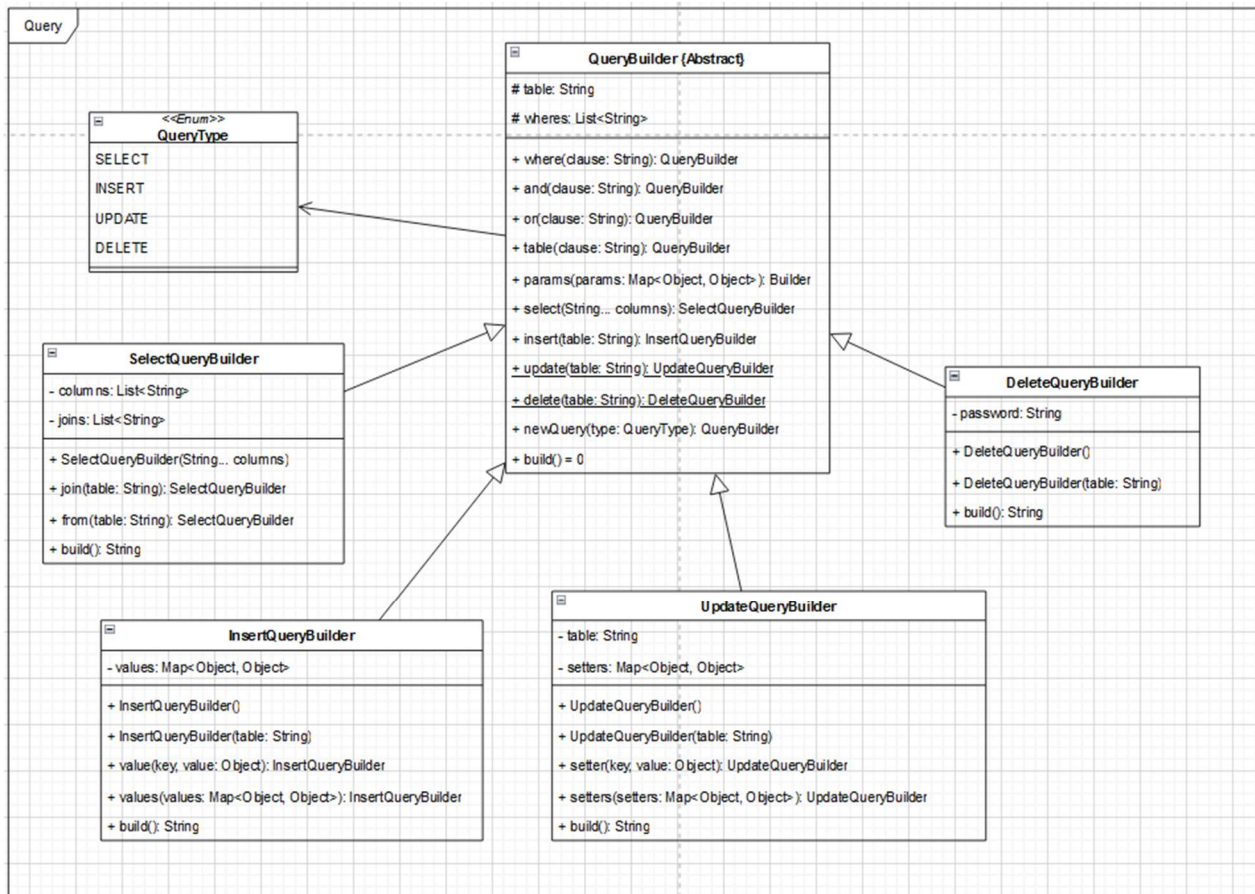 Query
QueryBuilder {Abstract}
# table: String
# wheres: List<String>
+ where(clause: String): QueryBuilder
+ and(clause: String): QueryBuilder
+ or(clause: String): QueryBuilder
+ table(clause: String): QueryBuilder
+ params(params: Map<Object, Object>): Builder
+ select(String... columns): SelectQueryBuilder
+ insert(table: String): InsertQueryBuilder
+ update(table: String): UpdateQueryBuilder
+ delete(table: String): DeleteQueryBuilder
+ newQuery(type: QueryType): QueryBuilder
+ build() = 0
<<Enum>>
QueryType
SELECT
INSERT
UPDATE
DELETE
SelectQueryBuilder
- columns: List<String>
- joins: List<String>
+ SelectQueryBuilder(String... columns)
+ join(table: String): SelectQueryBuilder
+ from(table: String): SelectQueryBuilder
+ build(): String
DeleteQueryBuilder
- password: String
+ DeleteQueryBuilder()
+ DeleteQueryBuilder(table: String)
+ build(): String
InsertQueryBuilder
- values: Map<Object, Object>
+ InsertQueryBuilder()
+ InsertQueryBuilder(table: String)
+ value(key, value: Object): InsertQueryBuilder
+ values(values: Map<Object, Object>): InsertQueryBuilder
+ build(): String
UpdateQueryBuilder
- table: String
- setters: Map<Object, Object>
+ UpdateQueryBuilder()
+ UpdateQueryBuilder(table: String)
+ setter(key, value: Object): UpdateQueryBuilder
+ setters(setters: Map<Object, Object>): UpdateQueryBuilder
+ build(): String